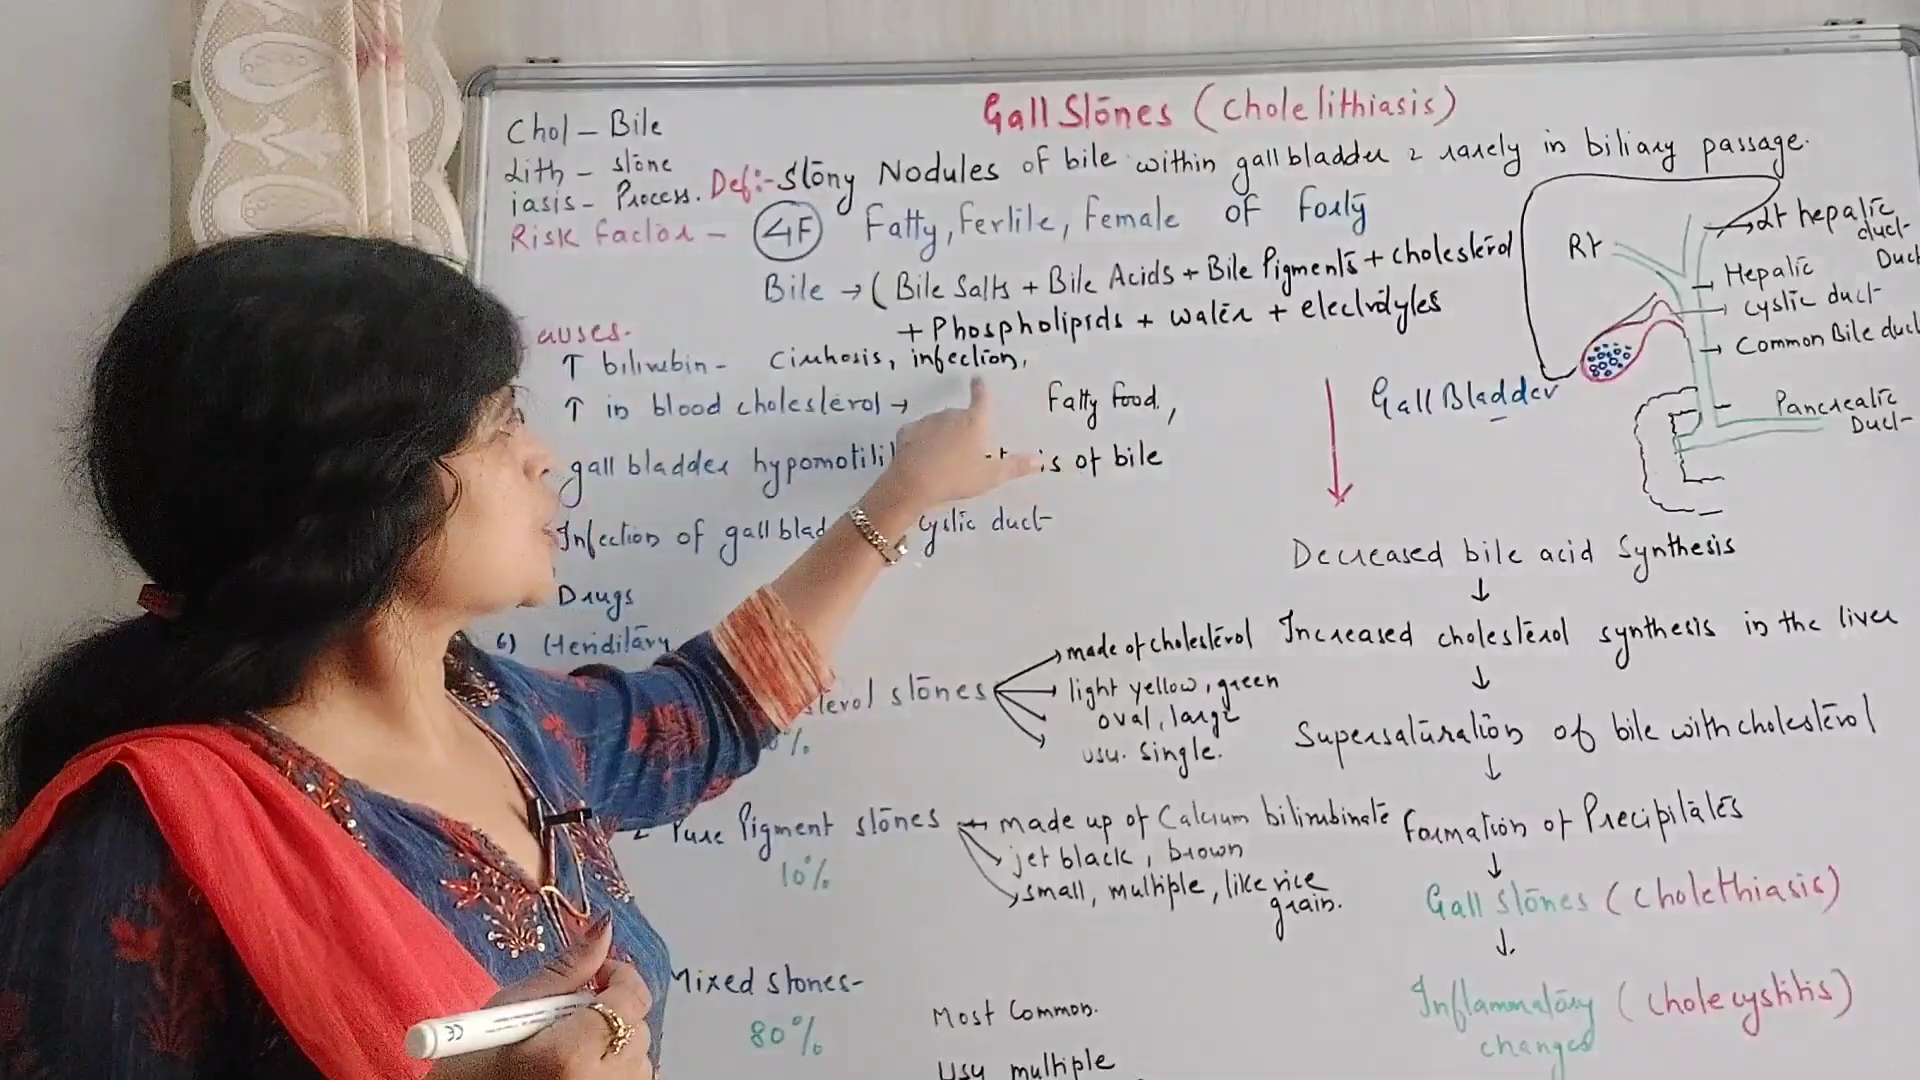 Gall Stones (Cholelithiasis)
Chol - Bile
Lith - stone
iasis - Process.
Def:- Stony Nodules of bile within gall bladder & rarely in biliary passage.
Risk Factor - 4F Fatty, Fertile, Female of Forty
Bile → (Bile Salts + Bile Acids + Bile Pigments + cholesterol
+ Phospholipids + water + electrolytes
auses-
↑ bilirubin - Cirrhosis, infection,
↑ in blood cholesterol → Fatty food,
gall bladder hypomotili is of bile
Infection of gall blad cystic duct
Drugs
6) Heriditary
sterol stones
%
made of cholesterol
light yellow, green
oval, large
usu. single.
2 Pure Pigment stones
10%
made up of Calcium bilirubinate
jet black, brown
small, multiple, like rice
grain.
Mixed stones-
80%
Most Common.
Usu multiple
Rt
Lt hepatic
duct
Duct
Hepatic
cystic duct
Common Bile duct
Gall Bladder
Pancreatic
Duct
Decreased bile acid synthesis
↓
Increased cholesterol synthesis in the liver
↓
Supersaturation of bile with cholesterol
↓
Formation of Precipitates
↓
Gall stones (cholethiasis)
↓
Inflammatory (cholecystitis)
changes